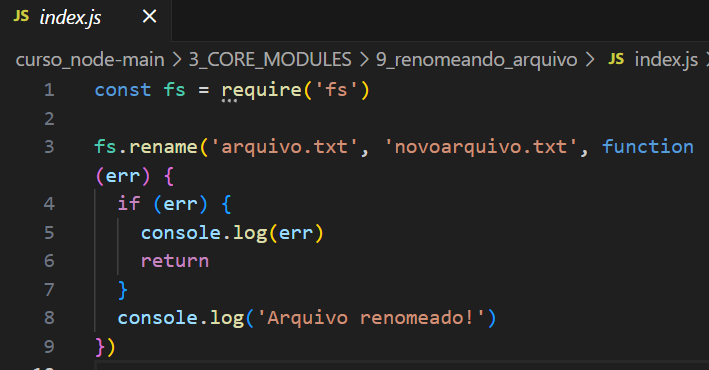 JS index.js ×
curso_node-main > 3_CORE_MODULES > 9_renomeando_arquivo > JS index.js >
1 const fs = require('fs')
2
3 fs.rename('arquivo.txt', 'novoarquivo.txt', function
(err) {
4 if (err) {
5 console.log(err)
6 return
7 }
8 console.log('Arquivo renomeado!')
9 })
10